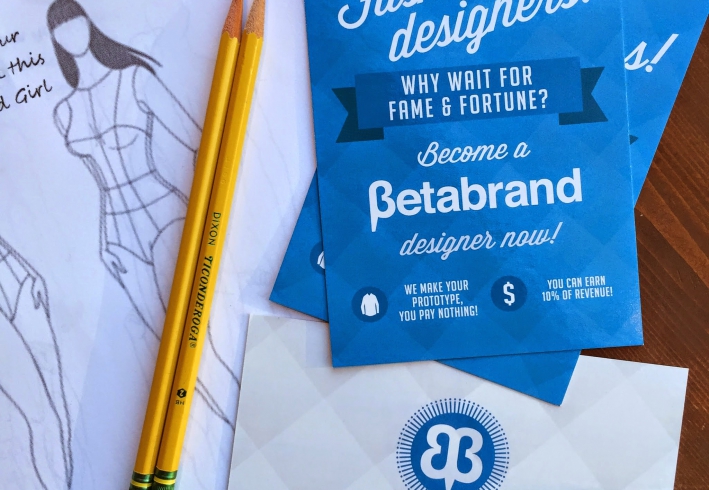 this
Girl
DIXON TICONDEROGA®
designers!
WHY WAIT FOR
FAME & FORTUNE?
Become a
βetabrand
designer now!
WE MAKE YOUR
PROTOTYPE,
YOU PAY NOTHING!
$
YOU CAN EARN
10% OF REVENUE!
s!